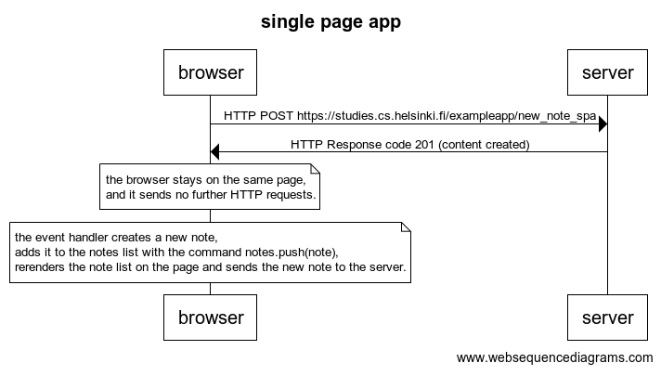 single page app
browser
server
HTTP POST https://studies.cs.helsinki.fi/exampleapp/new_note_spa
HTTP Response code 201 (content created)
the browser stays on the same page,
and it sends no further HTTP requests.
the event handler creates a new note,
adds it to the notes list with the command notes.push(note),
rerenders the note list on the page and sends the new note to the server.
browser
server
www.websequencediagrams.com